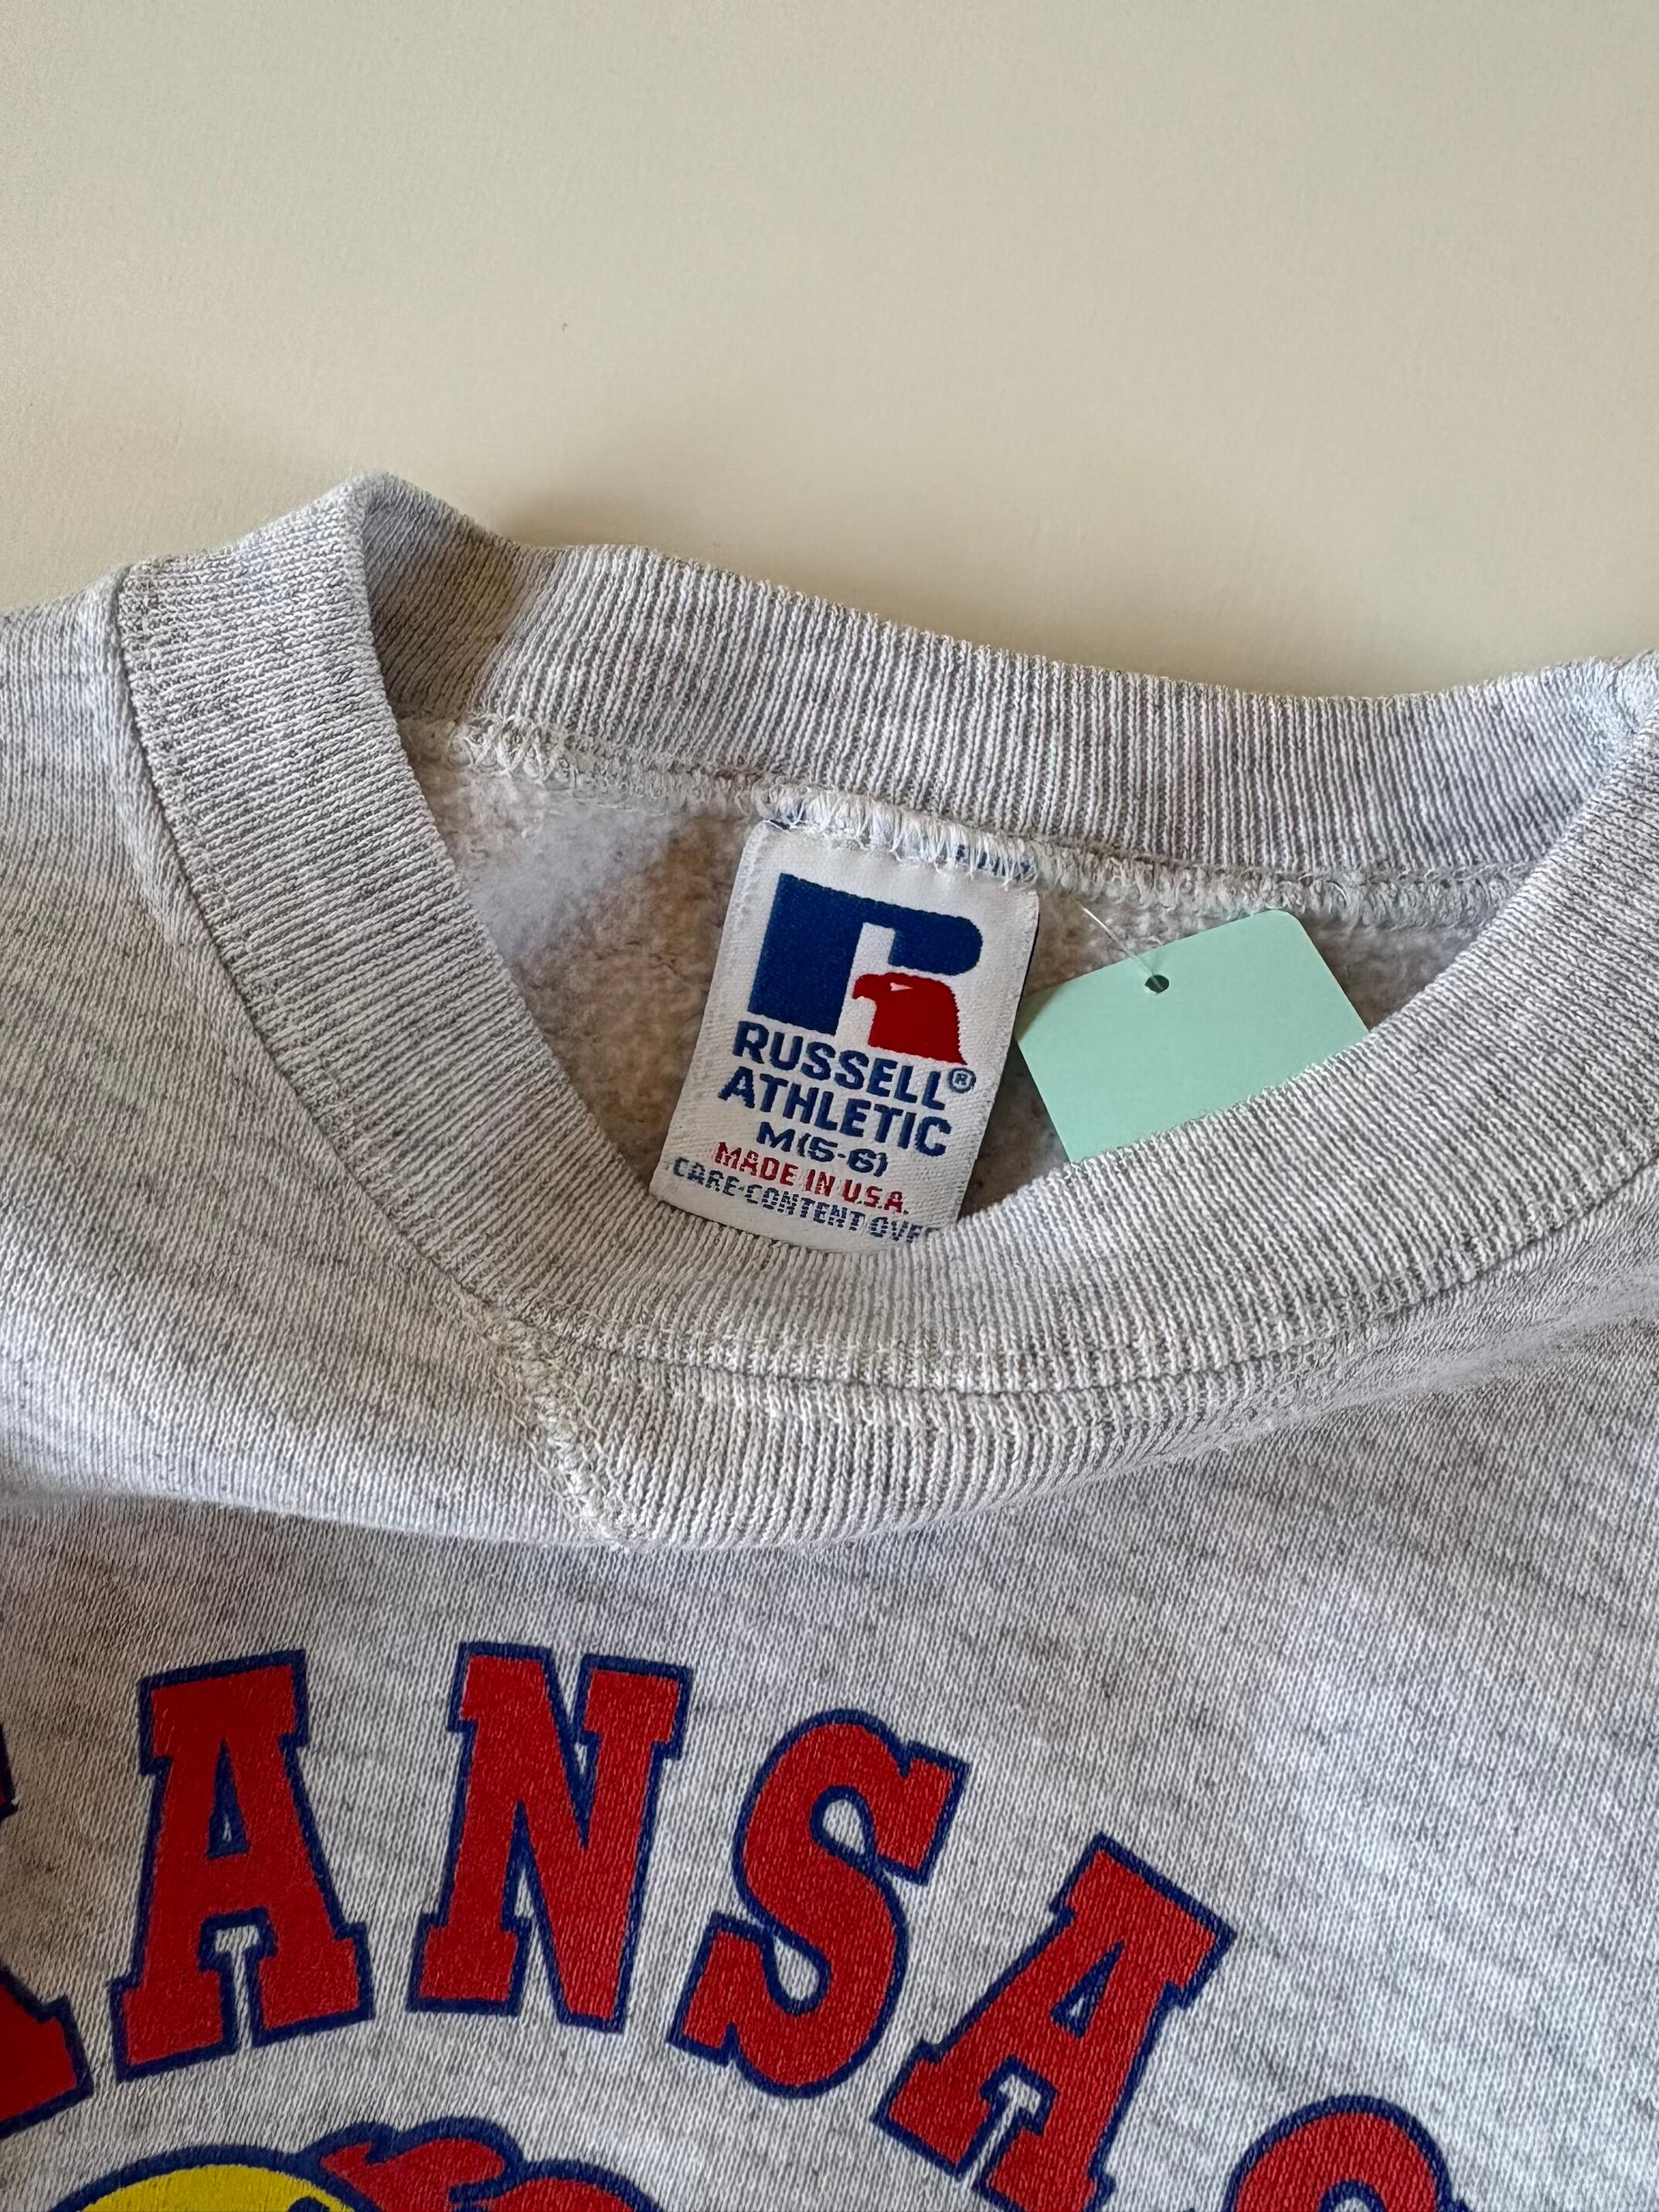 RUSSELL®
ATHLETIC
M(5-6)
MADE IN U.S.A.
CARE-CONTENT OVER
KANSAS